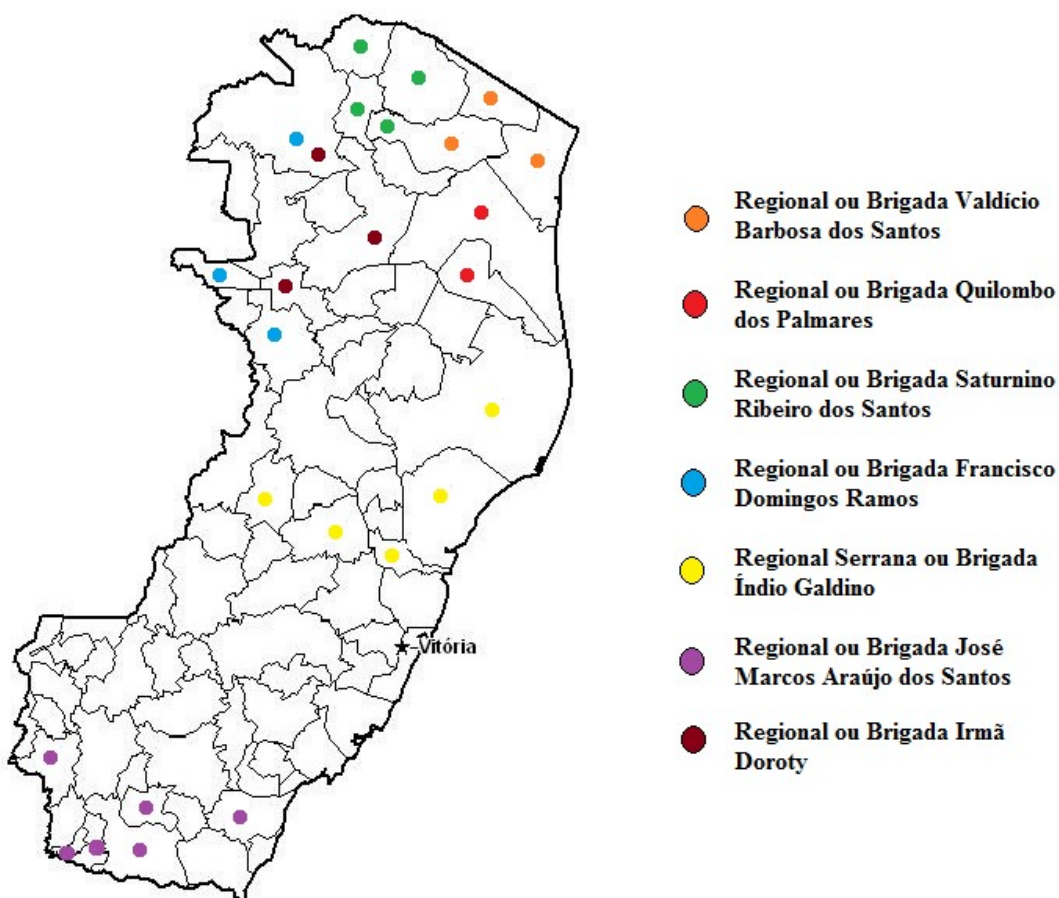 Regional ou Brigada Valdício
Barbosa dos Santos
Regional ou Brigada Quilombo
dos Palmares
Regional ou Brigada Saturnino
Ribeiro dos Santos
Regional ou Brigada Francisco
Domingos Ramos
Regional Serrana ou Brigada
Índio Galdino
Vitória
Regional ou Brigada José
Marcos Araújo dos Santos
Regional ou Brigada Irmã
Doroty